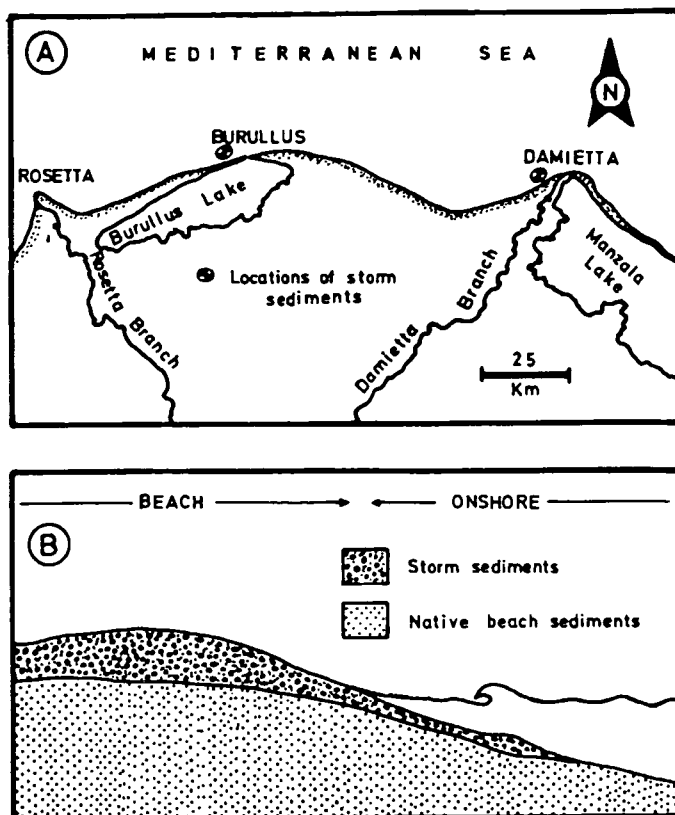 A
MEDITERRANEAN SEA
N
BURULLUS
DAMIETTA
ROSETTA
Burullus Lake
Manzala Lake
Locations of storm
sediments
Rosetta Branch
Damietta Branch
25
Km
BEACH
ONSHORE
B
Storm sediments
Native beach sediments